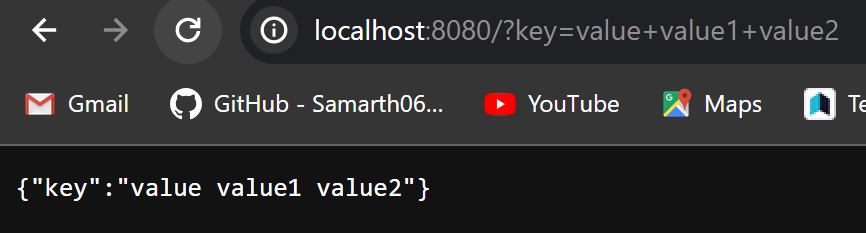 localhost:8080/?key=value+value1+value2
Gmail GitHub - Samarth06... YouTube Maps Te
{"key":"value value1 value2"}